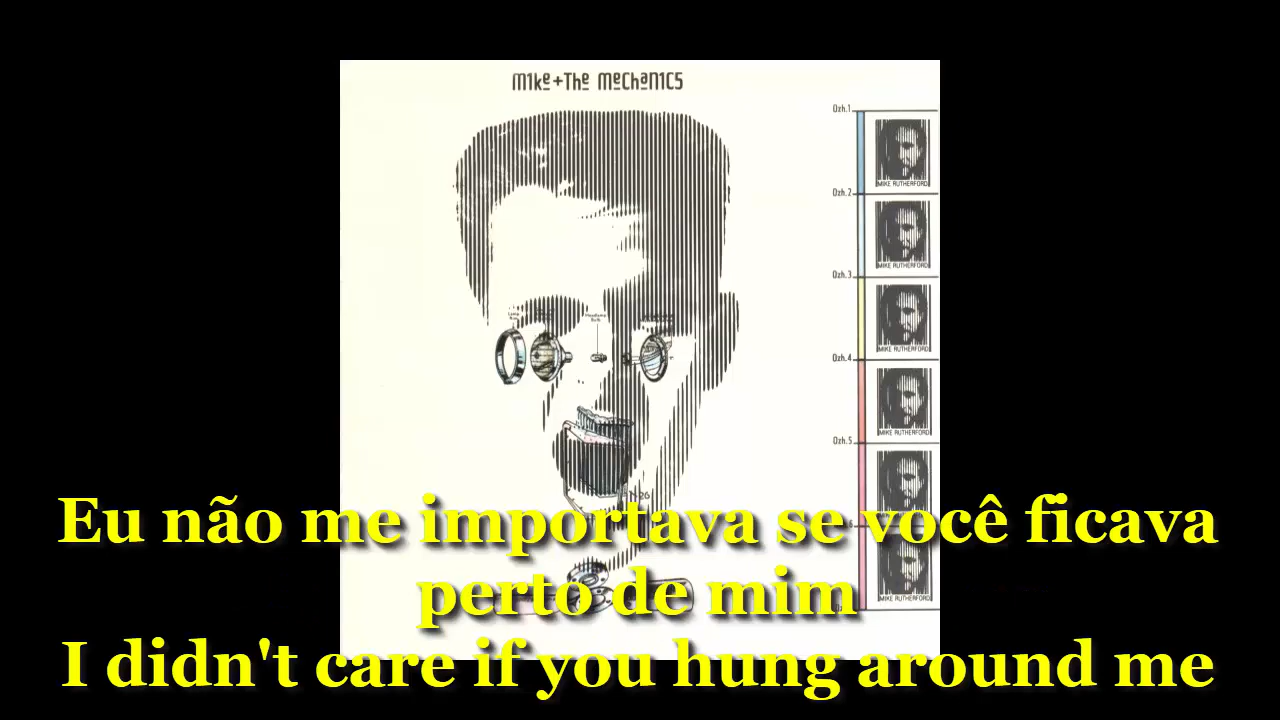 M1ke+The MeChaN1C5
Ozh.1
MIKE RUTHERFORD
Ozh.2
MIKE RUTHERFORD
Ozh.3
MIKE RUTHERFORD
Ozh.4
MIKE RUTHERFORD
Ozh.5
MIKE RUTHERFORD
Eu não me importava se você ficava
perto de mim
I didn't care if you hung around me